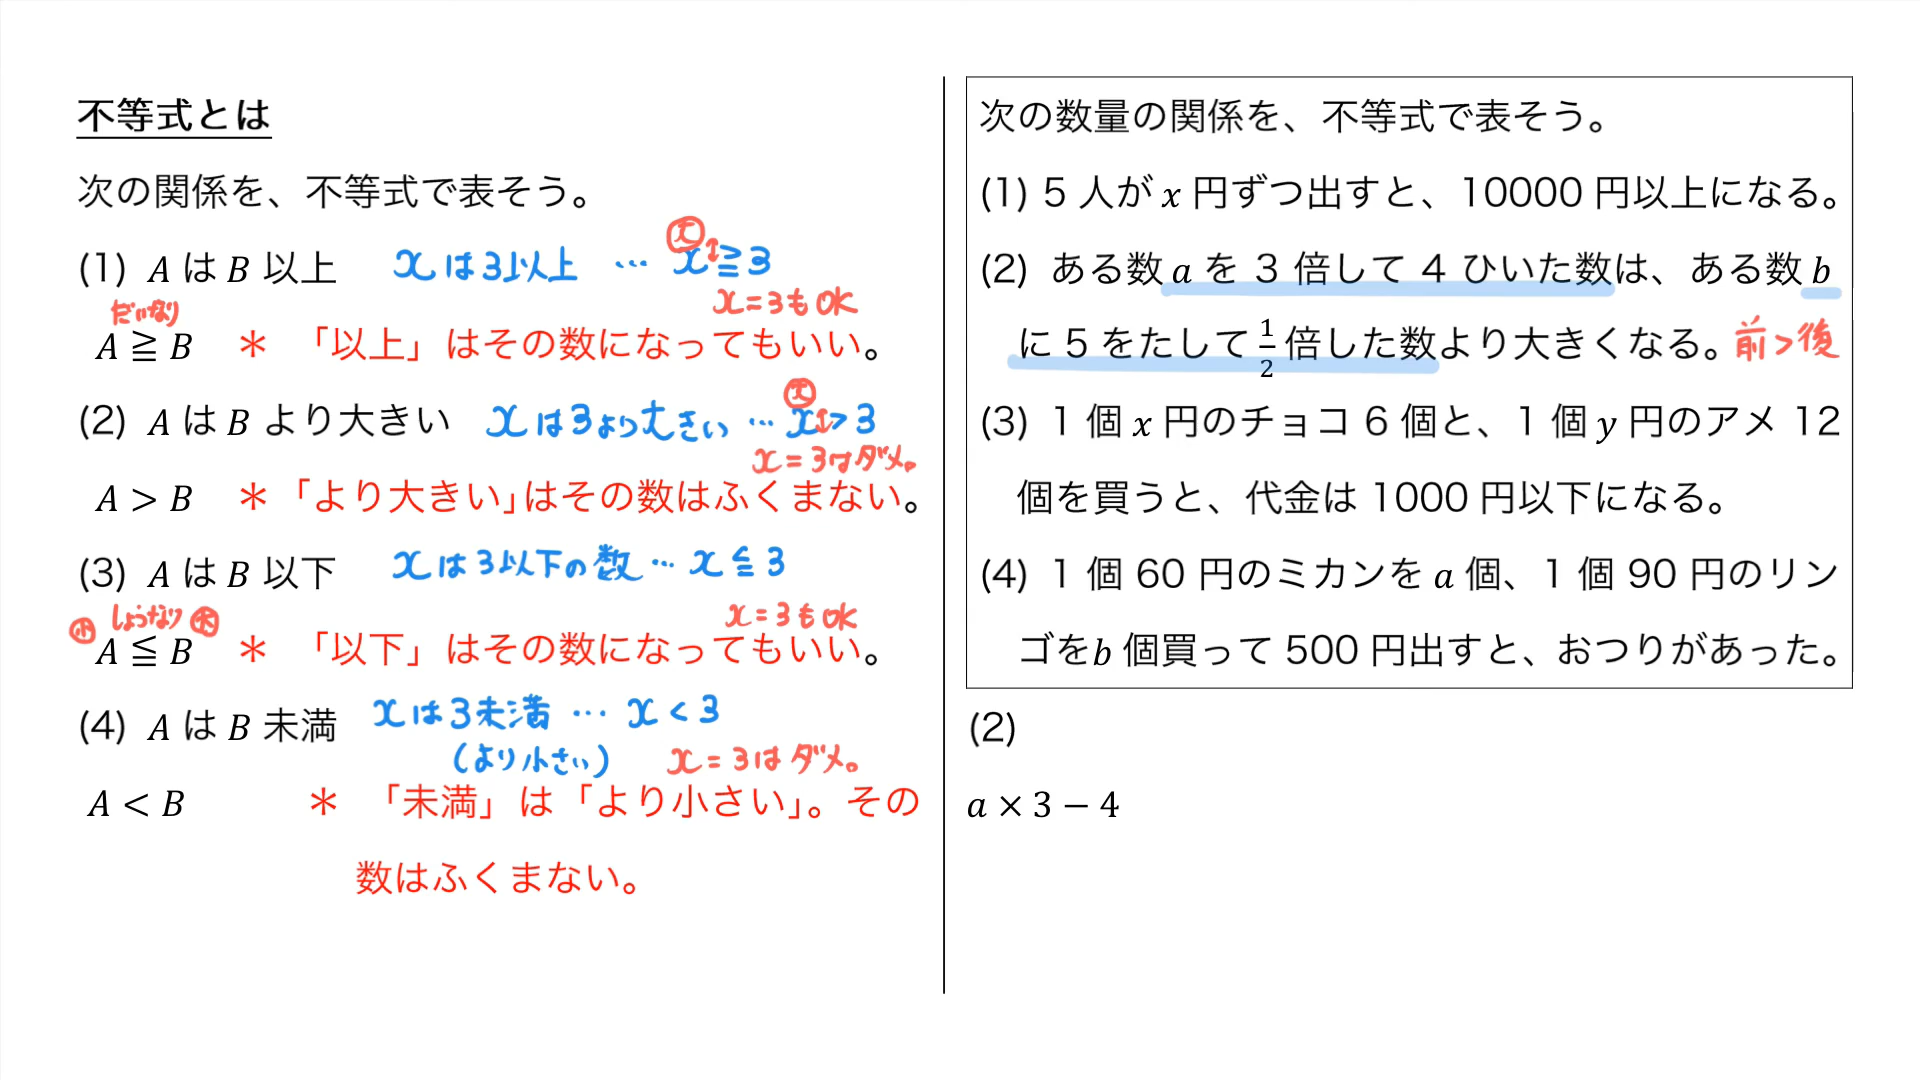 不等式とは
次の関係を、不等式で表そう。
(1) A は B 以上 xは3以上 … x≧3
大
x=3もOK
だいなり
A ≧ B ＊ 「以上」はその数になってもいい。
(2) A は B より大きい xは3より大きい … x>3
大
x=3はダメ。
A > B ＊「より大きい」はその数はふくまない。
(3) A は B 以下 xは3以下の数 … x≦3
x=3もOK
小 しょうなり 大
A ≦ B ＊ 「以下」はその数になってもいい。
(4) A は B 未満 xは3未満 … x<3
(より小さい) x=3はダメ。
A < B ＊ 「未満」は「より小さい」。その
数はふくまない。
次の数量の関係を、不等式で表そう。
(1) 5 人が x 円ずつ出すと、10000 円以上になる。
(2) ある数 a を 3 倍して 4 ひいた数は、ある数 b
に 5 をたして 1/2 倍した数より大きくなる。前>後
(3) 1 個 x 円のチョコ 6 個と、1 個 y 円のアメ 12
個を買うと、代金は 1000 円以下になる。
(4) 1 個 60 円のミカンを a 個、1 個 90 円のリン
ゴを b 個買って 500 円出すと、おつりがあった。
(2)
a × 3 − 4